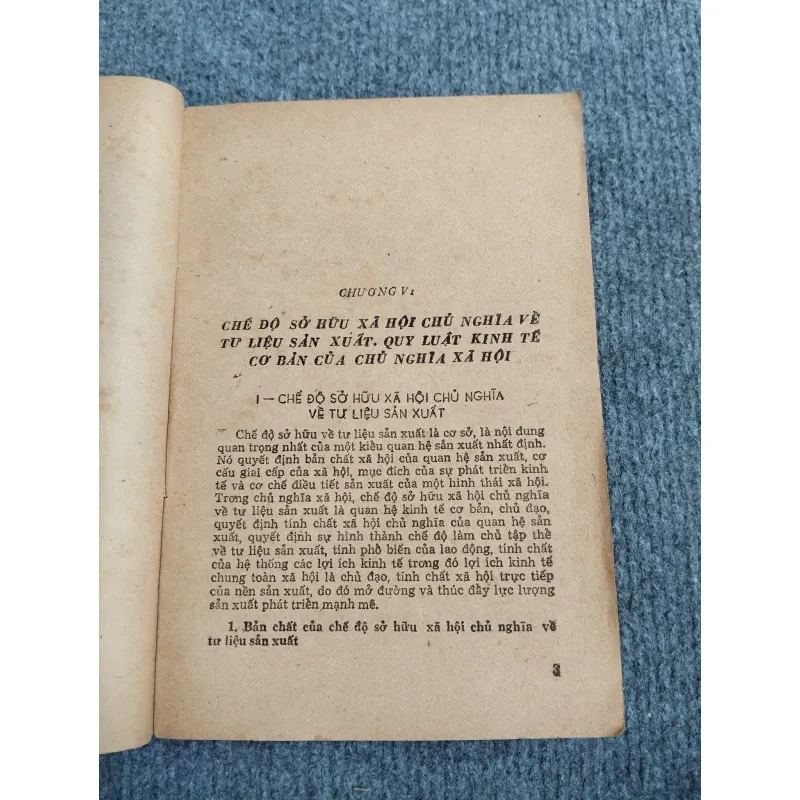 CHƯƠNG VI
CHẾ ĐỘ SỞ HỮU XÃ HỘI CHỦ NGHĨA VỀ
TƯ LIỆU SẢN XUẤT. QUY LUẬT KINH TẾ
CƠ BẢN CỦA CHỦ NGHĨA XÃ HỘI
I — CHẾ ĐỘ SỞ HỮU XÃ HỘI CHỦ NGHĨA
VỀ TƯ LIỆU SẢN XUẤT
Chế độ sở hữu về tư liệu sản xuất là cơ sở, là nội dung
quan trọng nhất của một kiểu quan hệ sản xuất nhất định.
Nó quyết định bản chất xã hội của quan hệ sản xuất, cơ
cấu giai cấp của xã hội, mục đích của sự phát triển kinh
tế và cơ chế điều tiết sản xuất của một hình thái xã hội.
Trong chủ nghĩa xã hội, chế độ sở hữu xã hội chủ nghĩa
về tư liệu sản xuất là quan hệ kinh tế cơ bản, chủ đạo,
quyết định tính chất xã hội chủ nghĩa của quan hệ sản
xuất, quyết định sự hình thành chế độ làm chủ tập thể
về tư liệu sản xuất, tính phổ biến của lao động, tính chất
của hệ thống các lợi ích kinh tế trong đó lợi ích kinh tế
chung toàn xã hội là chủ đạo, tính chất xã hội trực tiếp
của nền sản xuất, do đó mở đường và thúc đẩy lực lượng
sản xuất phát triển mạnh mẽ.
1. Bản chất của chế độ sở hữu xã hội chủ nghĩa về
tư liệu sản xuất
3